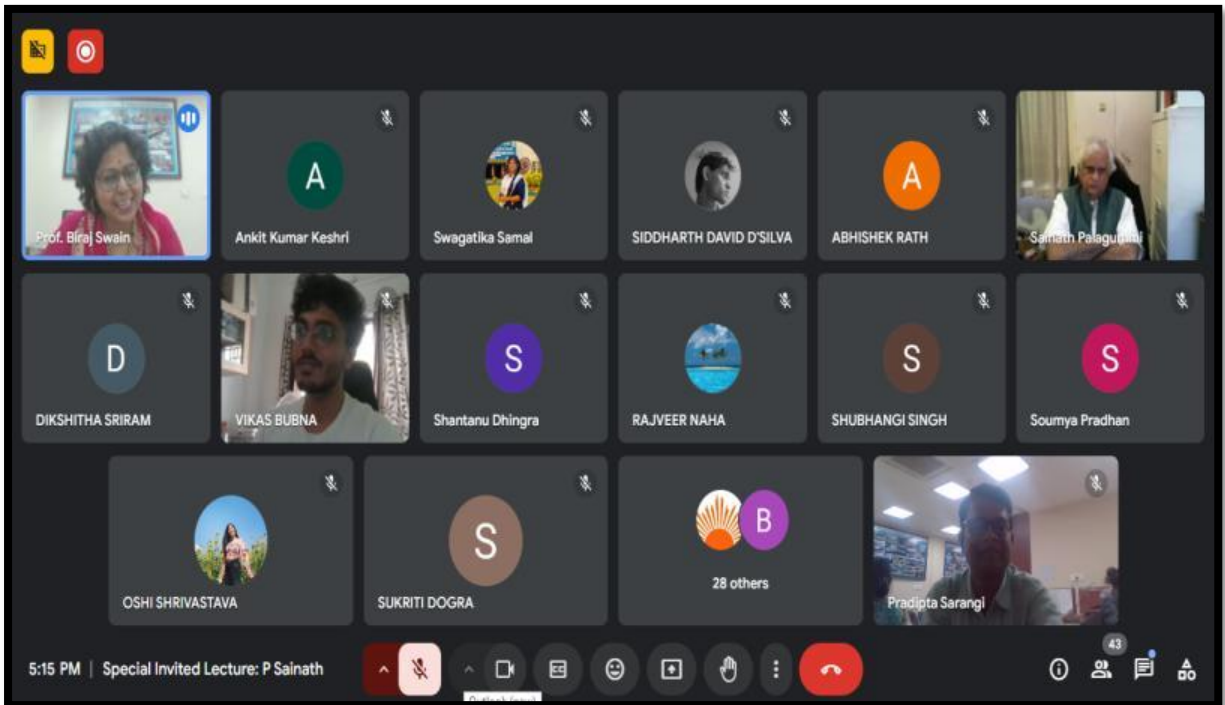 Prof. Biraj Swain
A
Ankit Kumar Keshri
Swagatika Samal
SIDDHARTH DAVID D'SILVA
A
ABHISHEK RATH
Sainath Palagummi
D
DIKSHITHA SRIRAM
VIKAS BUBNA
S
Shantanu Dhingra
RAJVEER NAHA
S
SHUBHANGI SINGH
S
Soumya Pradhan
OSHI SHRIVASTAVA
S
SUKRITI DOGRA
B
28 others
Pradipta Sarangi
5:15 PM | Special Invited Lecture: P Sainath
43